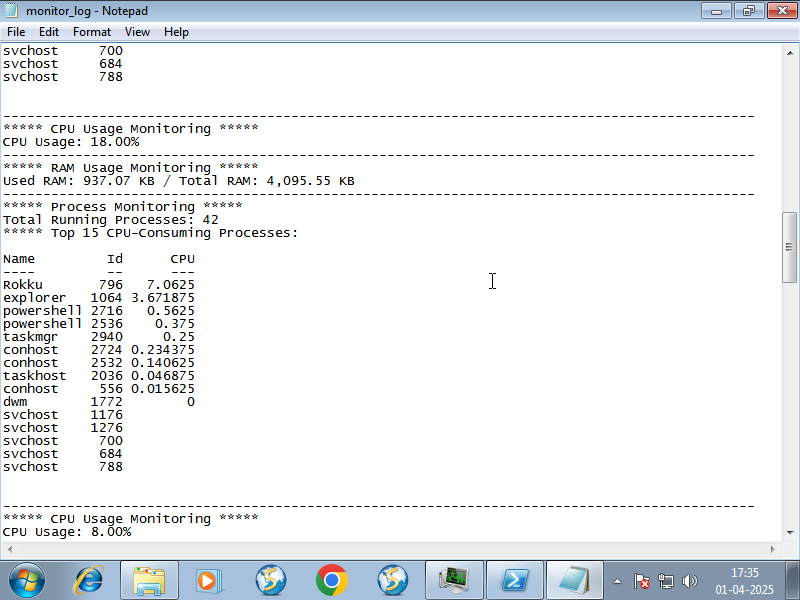 monitor_log - Notepad
File Edit Format View Help
svchost 700
svchost 684
svchost 788
-----------------------------------------------------------------------------------------------
***** CPU Usage Monitoring *****
CPU Usage: 18.00%
-----------------------------------------------------------------------------------------------
***** RAM Usage Monitoring *****
Used RAM: 937.07 KB / Total RAM: 4,095.55 KB
-----------------------------------------------------------------------------------------------
***** Process Monitoring *****
Total Running Processes: 42
***** Top 15 CPU-Consuming Processes:
Name Id CPU
---- -- ---
Rokku 796 7.0625
explorer 1064 3.671875
powershell 2716 0.5625
powershell 2536 0.375
taskmgr 2940 0.25
conhost 2724 0.234375
conhost 2532 0.140625
taskhost 2036 0.046875
conhost 556 0.015625
dwm 1772 0
svchost 1176
svchost 1276
svchost 700
svchost 684
svchost 788
-----------------------------------------------------------------------------------------------
***** CPU Usage Monitoring *****
CPU Usage: 8.00%
17:35
01-04-2025